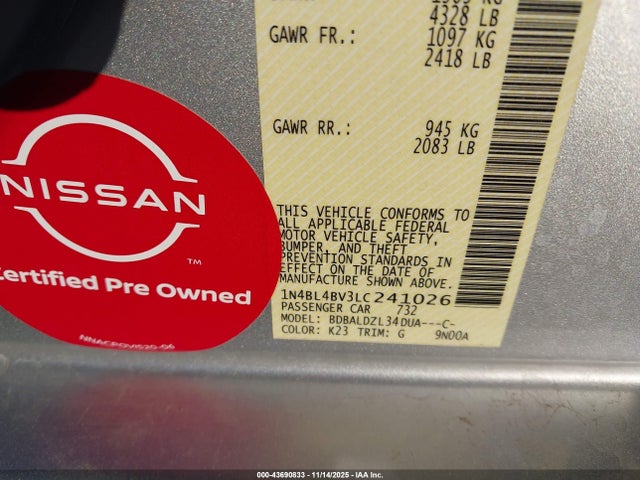 4328 LB
GAWR FR.: 1097 KG
2418 LB
GAWR RR.: 945 KG
2083 LB
THIS VEHICLE CONFORMS TO
ALL APPLICABLE FEDERAL
MOTOR VEHICLE SAFETY,
BUMPER, AND THEFT
PREVENTION STANDARDS IN
EFFECT ON THE DATE OF
MANUFACTURE SHOWN ABOVE.
1N4BL4BV3LC241026
PASSENGER CAR 732
MODEL: BDBALDZL34DUA---C-
COLOR: K23 TRIM: G 9N00A
NISSAN
TM
Certified Pre Owned
NNACPOVIS20-06
000-43690833 - 11/14/2025 - IAA Inc.